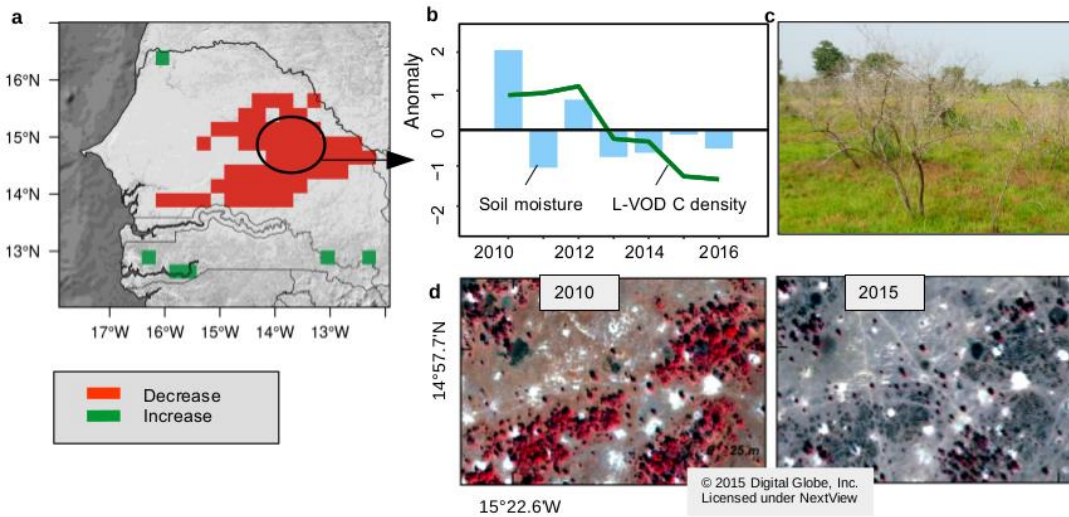 a
16°N
15°N
14°N
13°N
17°W 16°W 15°W 14°W 13°W
Decrease
Increase
b
Anomaly
2
1
0
−1
−2
Soil moisture
L-VOD C density
2010 2012 2014 2016
c
d
2010
2015
14°57.7'N
25 m
15°22.6'W
© 2015 Digital Globe, Inc.
Licensed under NextView